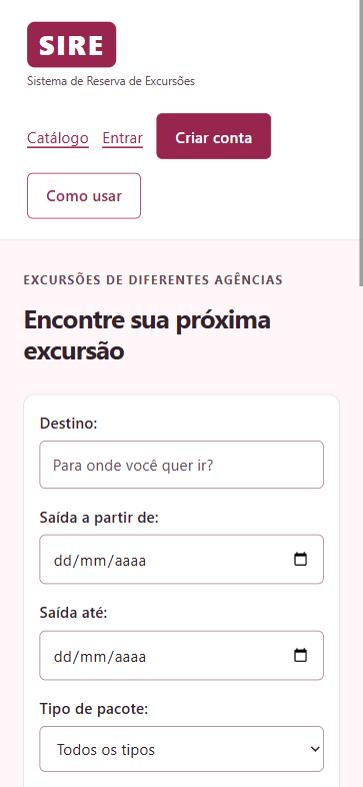 SIRE
Sistema de Reserva de Excursões
Catálogo Entrar Criar conta
Como usar
EXCURSÕES DE DIFERENTES AGÊNCIAS
Encontre sua próxima
excursão
Destino:
Para onde você quer ir?
Saída a partir de:
dd/mm/aaaa
Saída até:
dd/mm/aaaa
Tipo de pacote:
Todos os tipos